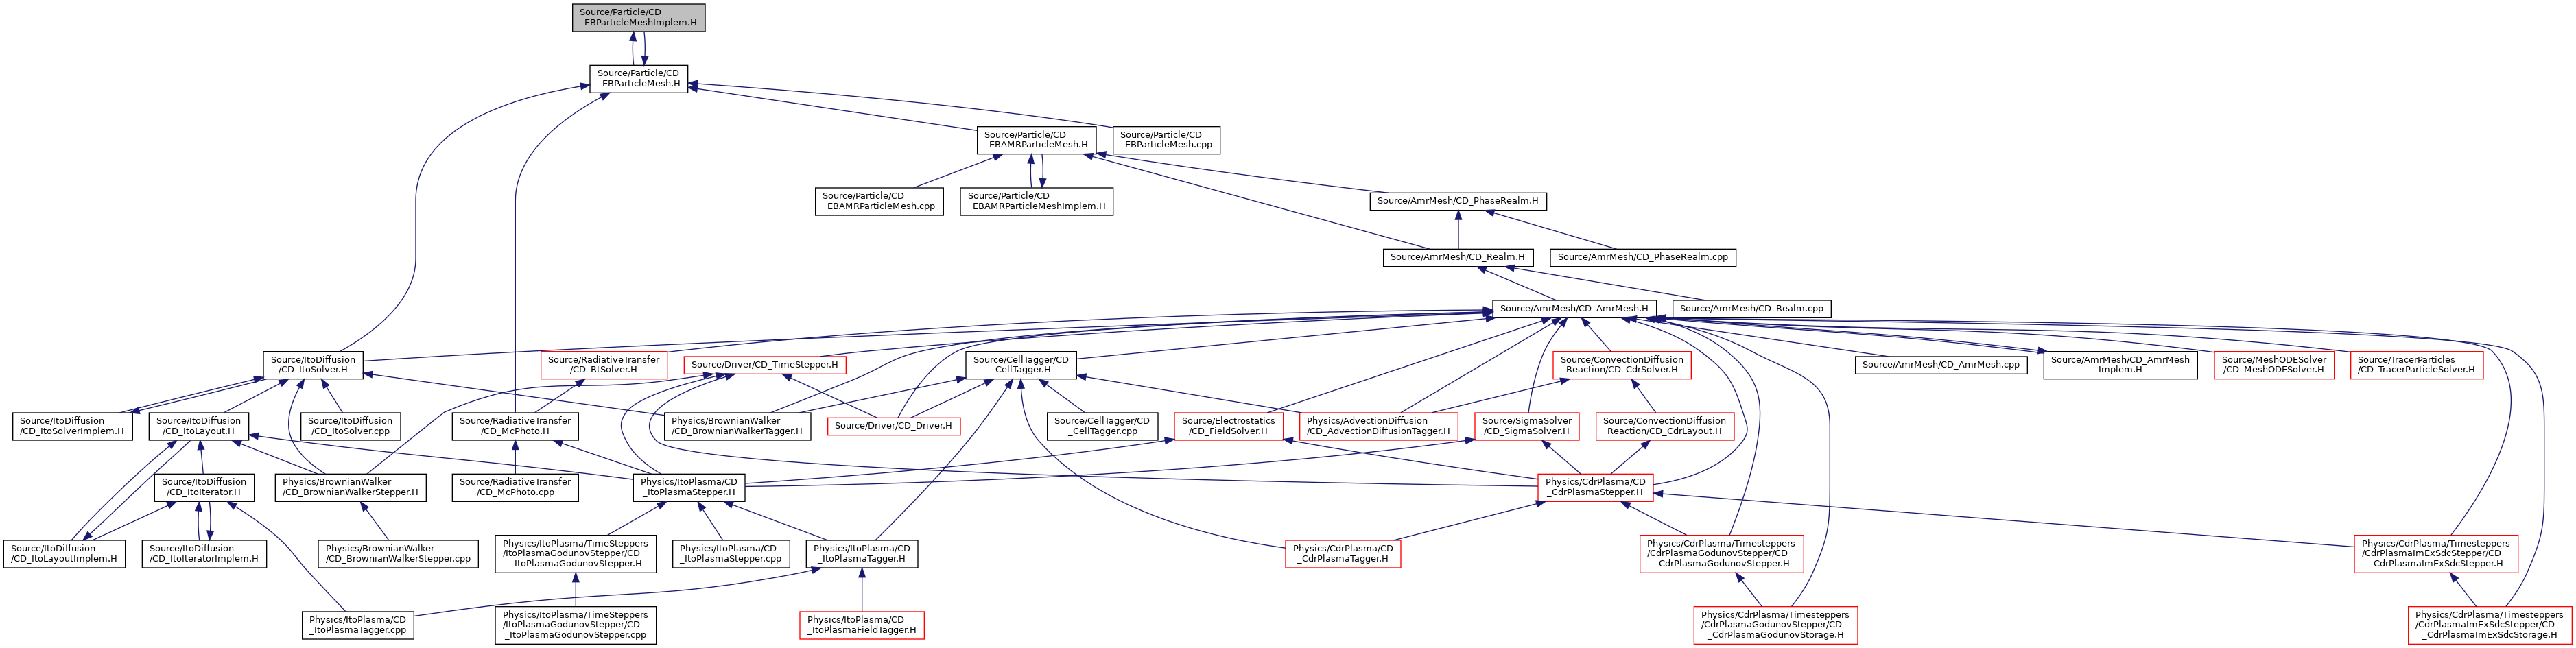 Source/Particle/CD
_EBParticleMeshImplem.H
Source/Particle/CD
_EBParticleMesh.H
Source/Particle/CD
_EBAMRParticleMesh.H
Source/Particle/CD
_EBParticleMesh.cpp
Source/Particle/CD
_EBAMRParticleMesh.cpp
Source/Particle/CD
_EBAMRParticleMeshImplem.H
Source/AmrMesh/CD_PhaseRealm.H
Source/AmrMesh/CD_Realm.H
Source/AmrMesh/CD_PhaseRealm.cpp
Source/AmrMesh/CD_AmrMesh.H
Source/AmrMesh/CD_Realm.cpp
Source/ItoDiffusion
/CD_ItoSolver.H
Source/RadiativeTransfer
/CD_RtSolver.H
Source/Driver/CD_TimeStepper.H
Source/CellTagger/CD
_CellTagger.H
Source/ConvectionDiffusion
Reaction/CD_CdrSolver.H
Source/AmrMesh/CD_AmrMesh.cpp
Source/AmrMesh/CD_AmrMesh
Implem.H
Source/MeshODESolver
/CD_MeshODESolver.H
Source/TracerParticles
/CD_TracerParticleSolver.H
Source/ItoDiffusion
/CD_ItoSolverImplem.H
Source/ItoDiffusion
/CD_ItoLayout.H
Source/ItoDiffusion
/CD_ItoSolver.cpp
Source/RadiativeTransfer
/CD_McPhoto.H
Physics/BrownianWalker
/CD_BrownianWalkerTagger.H
Source/Driver/CD_Driver.H
Source/CellTagger/CD
_CellTagger.cpp
Source/Electrostatics
/CD_FieldSolver.H
Physics/AdvectionDiffusion
/CD_AdvectionDiffusionTagger.H
Source/SigmaSolver
/CD_SigmaSolver.H
Source/ConvectionDiffusion
Reaction/CD_CdrLayout.H
Source/ItoDiffusion
/CD_ItoIterator.H
Physics/BrownianWalker
/CD_BrownianWalkerStepper.H
Source/RadiativeTransfer
/CD_McPhoto.cpp
Physics/ItoPlasma/CD
_ItoPlasmaStepper.H
Physics/CdrPlasma/CD
_CdrPlasmaStepper.H
Source/ItoDiffusion
/CD_ItoLayoutImplem.H
Source/ItoDiffusion
/CD_ItoIteratorImplem.H
Physics/BrownianWalker
/CD_BrownianWalkerStepper.cpp
Physics/ItoPlasma/TimeSteppers
/ItoPlasmaGodunovStepper/CD
_ItoPlasmaGodunovStepper.H
Physics/ItoPlasma/CD
_ItoPlasmaStepper.cpp
Physics/ItoPlasma/CD
_ItoPlasmaTagger.H
Physics/CdrPlasma/CD
_CdrPlasmaTagger.H
Physics/CdrPlasma/Timesteppers
/CdrPlasmaGodunovStepper/CD
_CdrPlasmaGodunovStepper.H
Physics/CdrPlasma/Timesteppers
/CdrPlasmaImExSdcStepper/CD
_CdrPlasmaImExSdcStepper.H
Physics/ItoPlasma/CD
_ItoPlasmaTagger.cpp
Physics/ItoPlasma/TimeSteppers
/ItoPlasmaGodunovStepper/CD
_ItoPlasmaGodunovStepper.cpp
Physics/ItoPlasma/CD
_ItoPlasmaFieldTagger.H
Physics/CdrPlasma/Timesteppers
/CdrPlasmaGodunovStepper/CD
_CdrPlasmaGodunovStorage.H
Physics/CdrPlasma/Timesteppers
/CdrPlasmaImExSdcStepper/CD
_CdrPlasmaImExSdcStorage.H